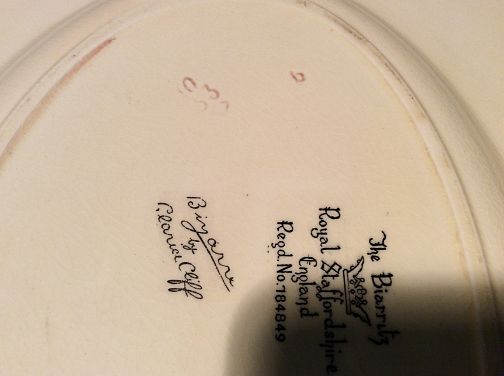 The Biarritz
Royal Staffordshire
England
Regd. No. 784849
Bizarre
by
Clarice Cliff